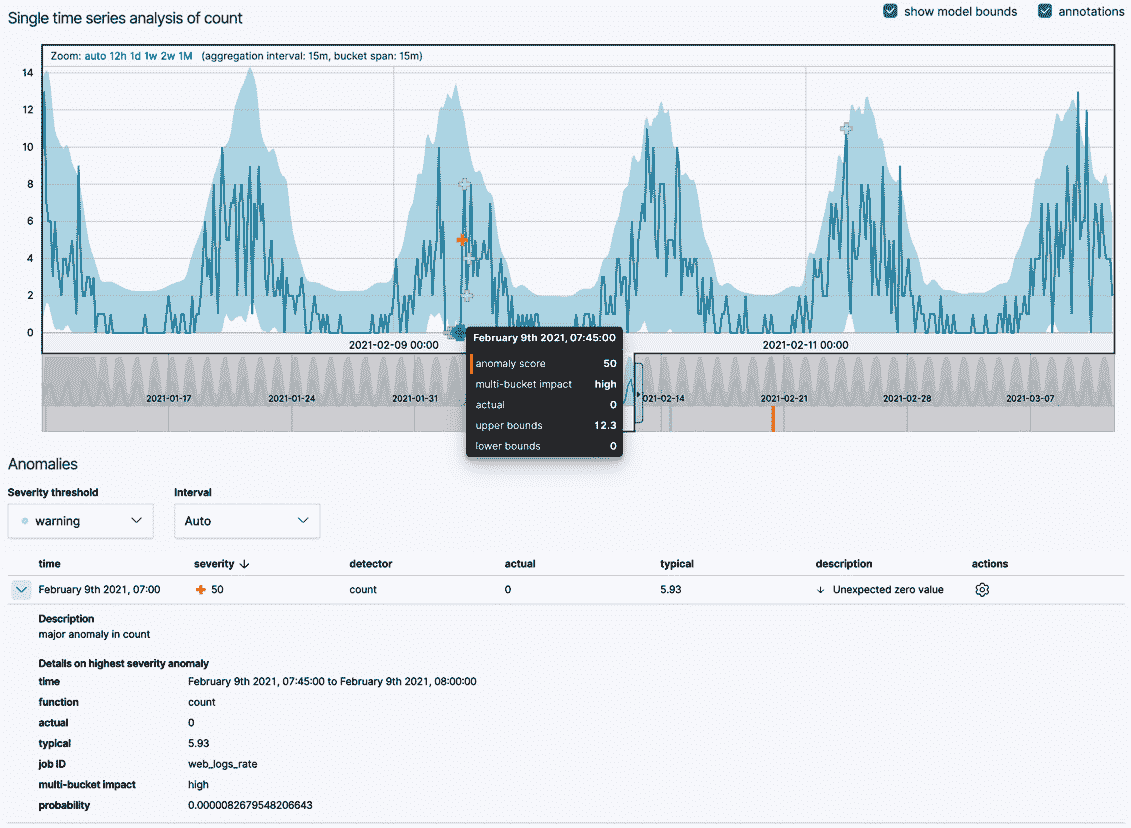 Single time series analysis of count
show model bounds annotations
Zoom: auto 12h 1d 1w 2w 1M (aggregation interval: 15m, bucket span: 15m)
14
12
10
8
6
4
2
0
2021-02-09 00:00 2021-02-11 00:00
February 9th 2021, 07:45:00
anomaly score 50
multi-bucket impact high
actual 0
upper bounds 12.3
lower bounds 0
2021-01-17 2021-01-24 2021-01-31 021-02-14 2021-02-21 2021-02-28 2021-03-07
Anomalies
Severity threshold Interval
warning Auto
time severity detector actual typical description actions
February 9th 2021, 07:00 50 count 0 5.93 ↓ Unexpected zero value
Description
major anomaly in count
Details on highest severity anomaly
time February 9th 2021, 07:45:00 to February 9th 2021, 08:00:00
function count
actual 0
typical 5.93
job ID web_logs_rate
multi-bucket impact high
probability 0.0000082679548206643